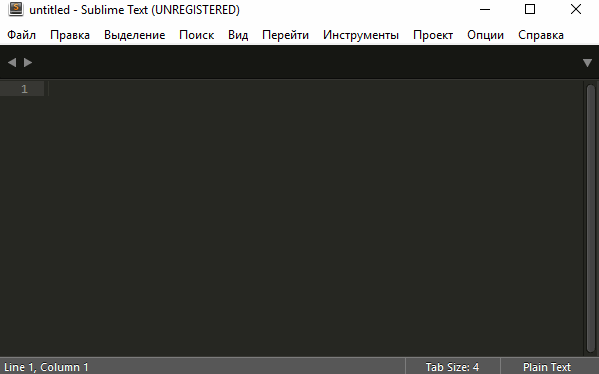 untitled - Sublime Text (UNREGISTERED)
Файл Правка Выделение Поиск Вид Перейти Инструменты Проект Опции Справка
1
Line 1, Column 1 Tab Size: 4 Plain Text